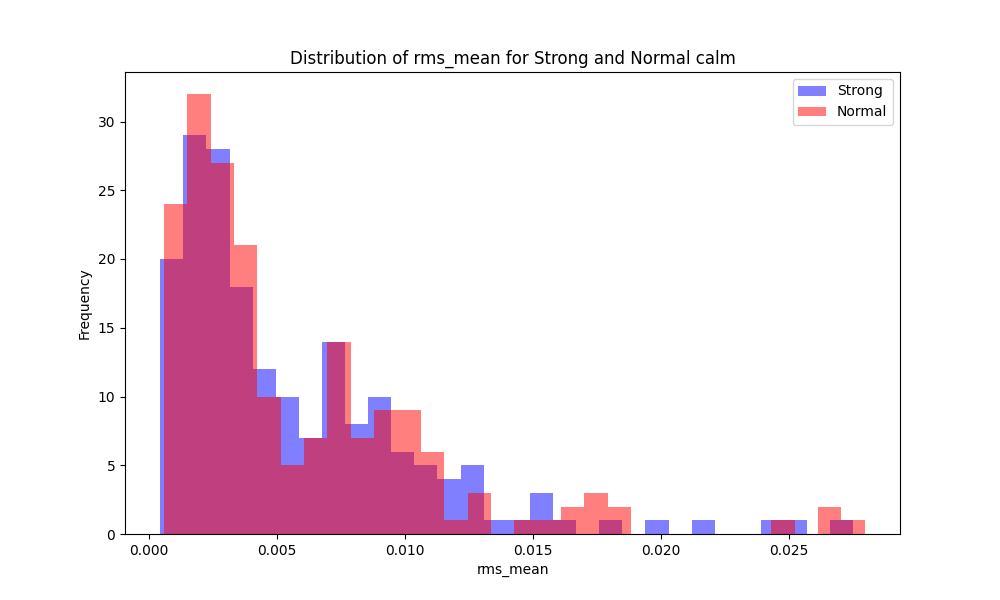 Distribution of rms_mean for Strong and Normal calm
Strong
Normal
Frequency
30
25
20
15
10
5
0
0.000 0.005 0.010 0.015 0.020 0.025
rms_mean